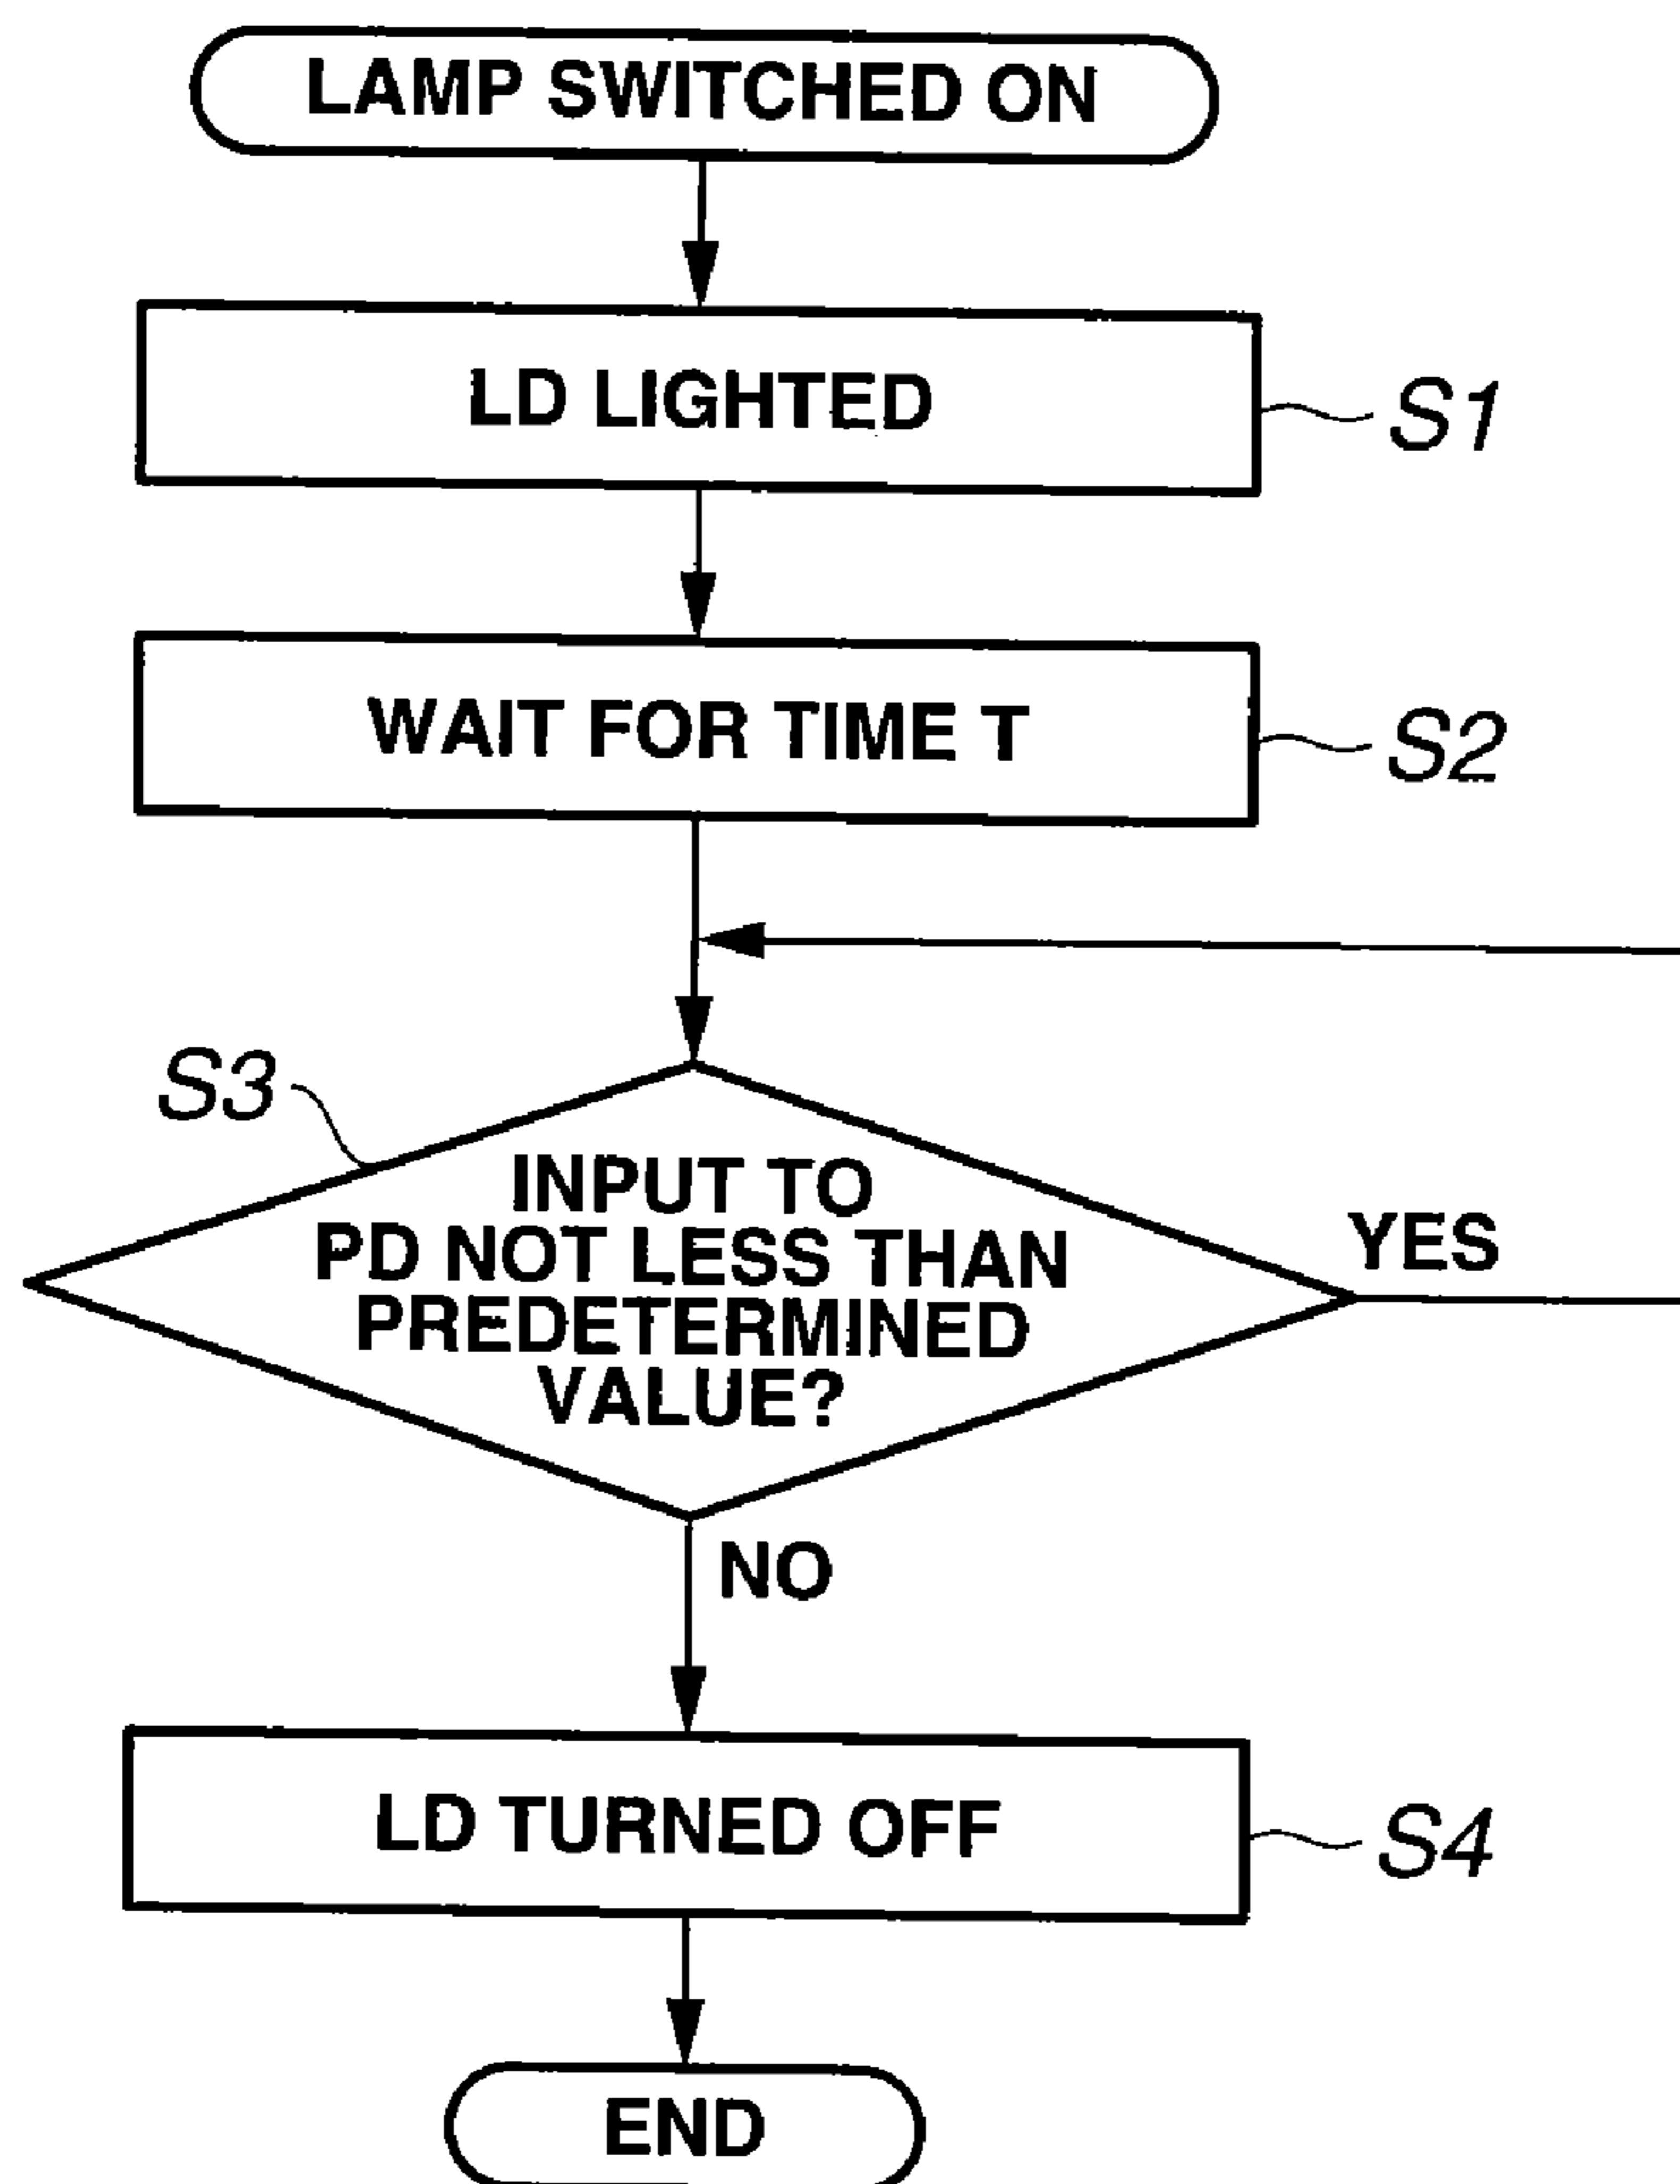 LAMP SWITCHED ON
LD LIGHTED
S1
WAIT FOR TIME T
S2
S3
INPUT TO
PD NOT LESS THAN
PREDETERMINED
VALUE?
YES
NO
LD TURNED OFF
S4
END